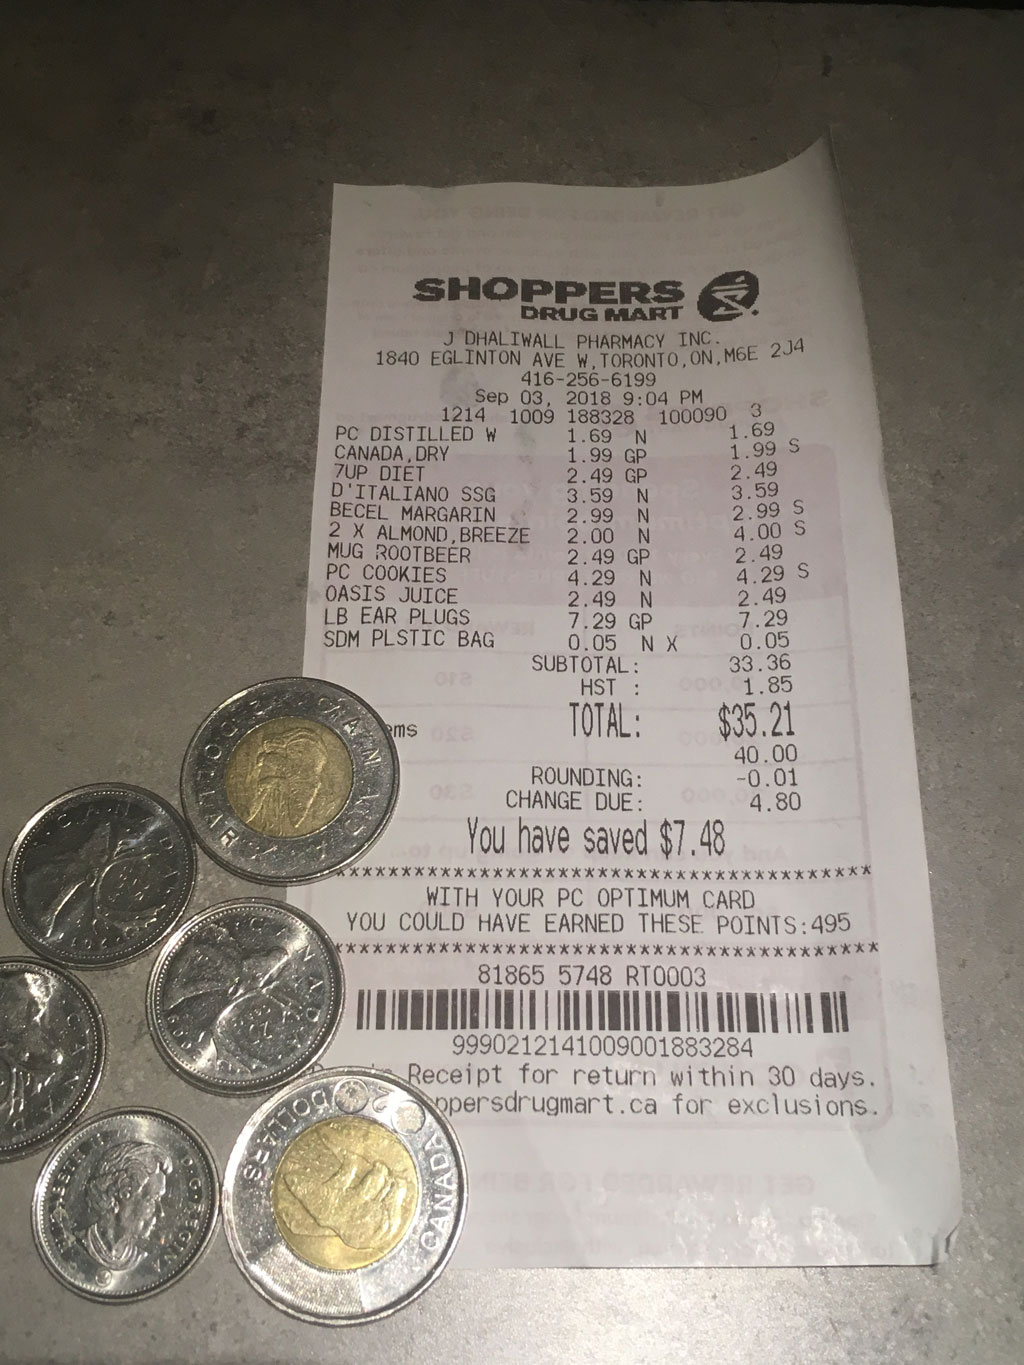 SHOPPERS
DRUG MART
J DHALIWALL PHARMACY INC.
1840 EGLINTON AVE W,TORONTO,ON,M6E 2J4
416-256-6199
Sep 03, 2018 9:04 PM
1214 1009 188328 100090 3
PC DISTILLED W 1.69 N 1.69
CANADA,DRY 1.99 GP 1.99 S
7UP DIET 2.49 GP 2.49
D'ITALIANO SSG 3.59 N 3.59
BECEL MARGARIN 2.99 N 2.99 S
2 X ALMOND,BREEZE 2.00 N 4.00 S
MUG ROOTBEER 2.49 GP 2.49
PC COOKIES 4.29 N 4.29 S
OASIS JUICE 2.49 N 2.49
LB EAR PLUGS 7.29 GP 7.29
SDM PLSTIC BAG 0.05 N X 0.05
SUBTOTAL: 33.36
HST : 1.85
TOTAL: $35.21
40.00
ROUNDING: -0.01
CHANGE DUE: 4.80
You have saved $7.48
****************************************
WITH YOUR PC OPTIMUM CARD
YOU COULD HAVE EARNED THESE POINTS:495
****************************************
81865 5748 RT0003
9990212141009001883284
Receipt for return within 30 days.
ppersdrugmart.ca for exclusions.
2 DOLLARS
CANADA